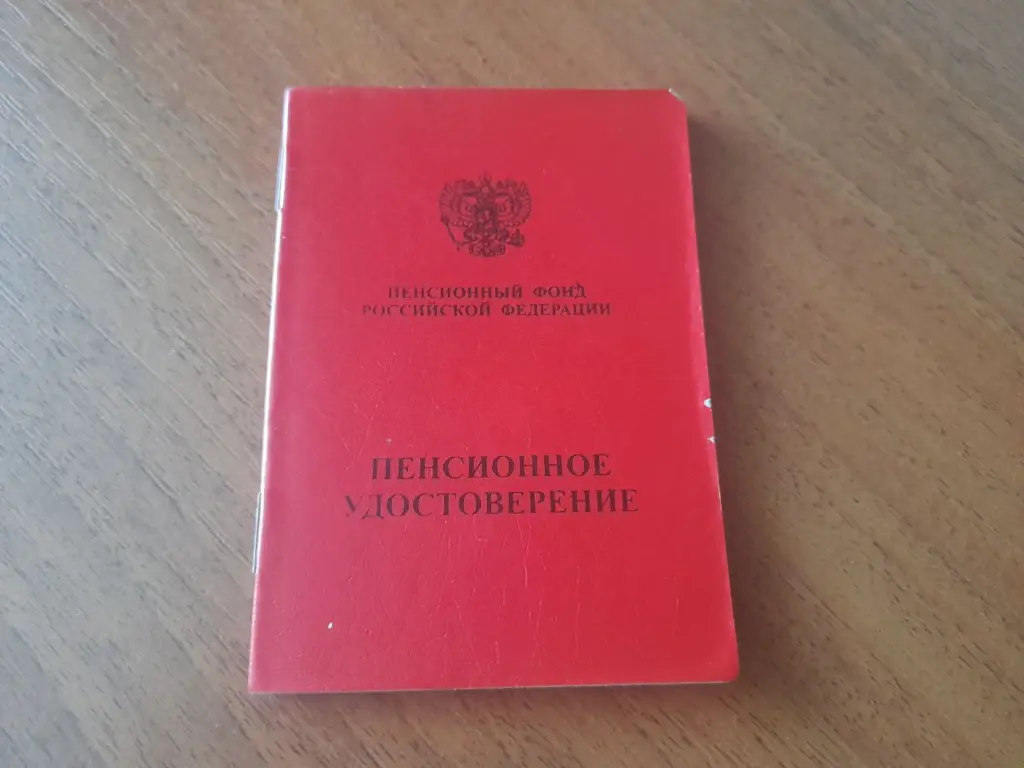 ПЕНСИОННЫЙ ФОНД
РОССИЙСКОЙ ФЕДЕРАЦИИ
ПЕНСИОННОЕ
УДОСТОВЕРЕНИЕ